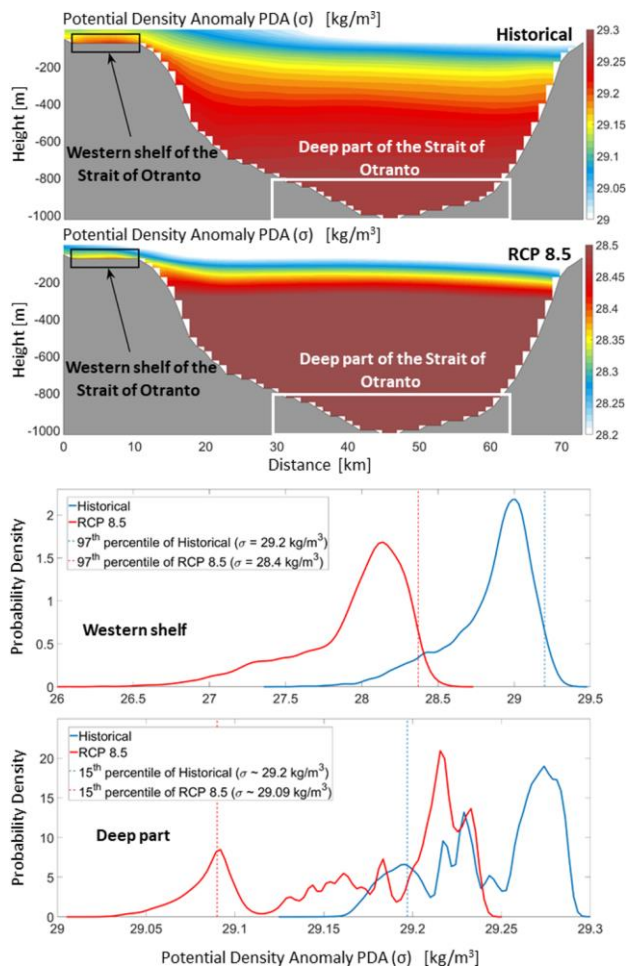 Potential Density Anomaly PDA (σ)   [kg/m³]
Historical
Height [m]
-200
-400
-600
-800
-1000
Western shelf of the
Strait of Otranto
Deep part of the Strait of
Otranto
29.3
29.25
29.2
29.15
29.1
29.05
29
Potential Density Anomaly PDA (σ)   [kg/m³]
RCP 8.5
Height [m]
-200
-400
-600
-800
-1000
Western shelf of the
Strait of Otranto
Deep part of the Strait of
Otranto
28.5
28.45
28.4
28.35
28.3
28.25
28.2
0 10 20 30 40 50 60 70
Distance [km]
Probability Density
2
1.5
1
0.5
0
Historical
RCP 8.5
97th percentile of Historical (σ = 29.2 kg/m³)
97th percentile of RCP 8.5 (σ = 28.4 kg/m³)
Western shelf
26 26.5 27 27.5 28 28.5 29 29.5
Probability Density
20
15
10
5
0
Historical
RCP 8.5
15th percentile of Historical (σ ~ 29.2 kg/m³)
15th percentile of RCP 8.5 (σ ~ 29.09 kg/m³)
Deep part
29 29.05 29.1 29.15 29.2 29.25 29.3
Potential Density Anomaly PDA (σ)   [kg/m³]